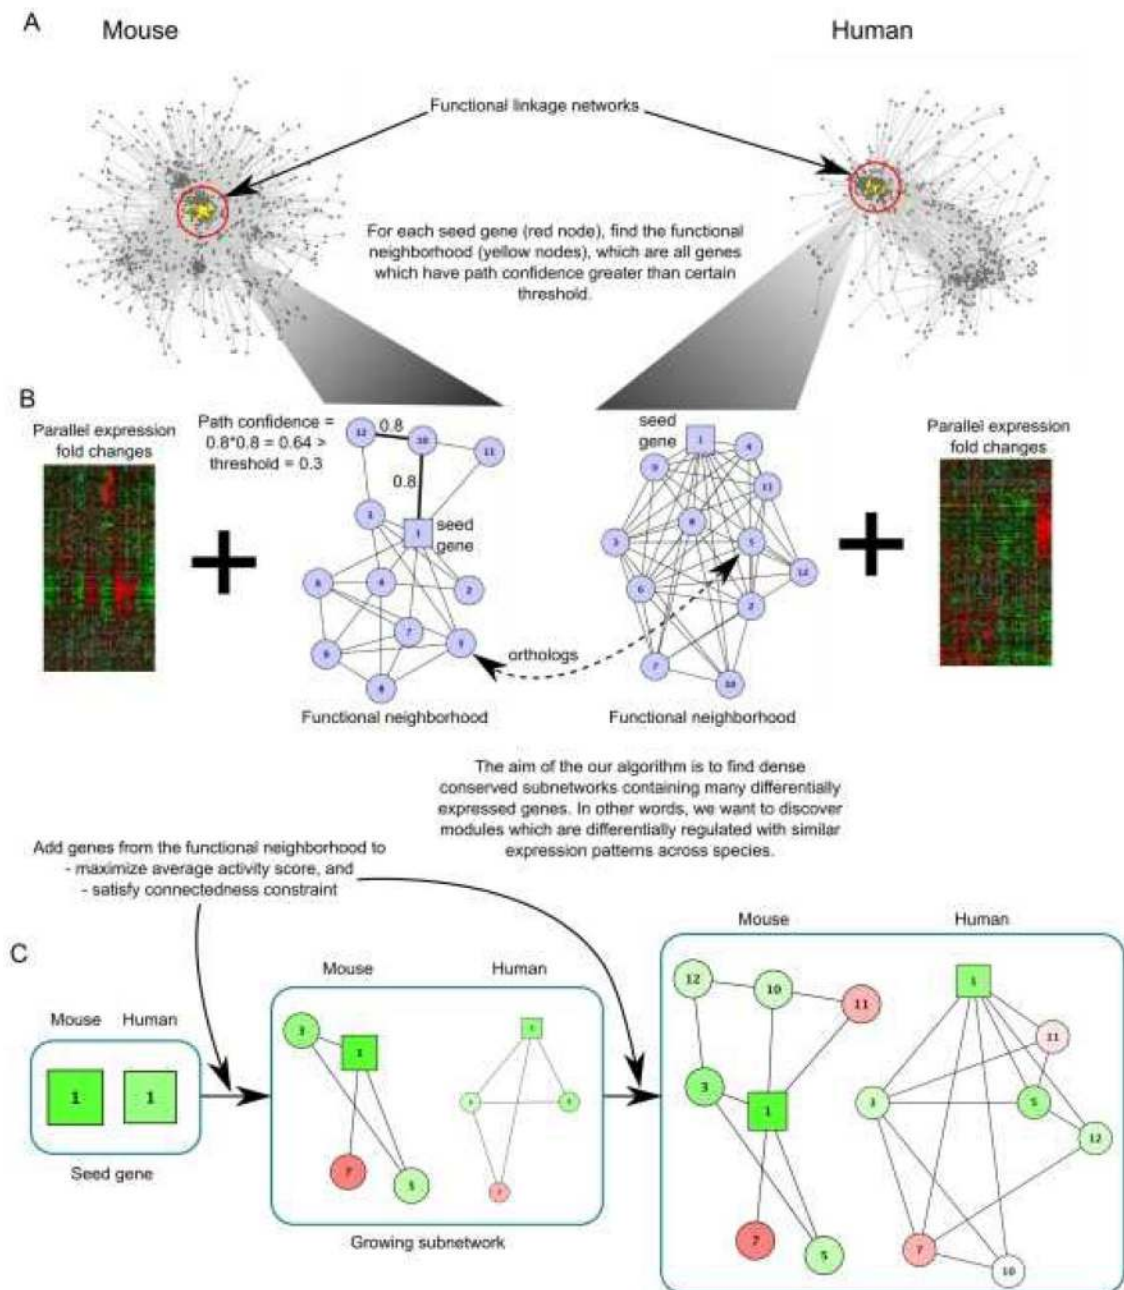 A
Mouse
Human
Functional linkage networks
For each seed gene (red node), find the functional
neighborhood (yellow nodes), which are all genes
which have path confidence greater than certain
threshold.
B
Parallel expression
fold changes
Path confidence =
0.8*0.8 = 0.64 >
threshold = 0.3
12
0.8
10
11
0.8
3
1
seed
gene
4
2
7
5
8
Functional neighborhood
orthologs
seed
gene
1
4
9
11
8
3
5
12
6
2
7
10
Functional neighborhood
Parallel expression
fold changes
The aim of the our algorithm is to find dense
conserved subnetworks containing many differentially
expressed genes. In other words, we want to discover
modules which are differentially regulated with similar
expression patterns across species.
Add genes from the functional neighborhood to
- maximize average activity score, and
- satisfy connectedness constraint
C
Mouse
Human
1
1
Seed gene
Mouse
Human
3
1
7
5
Growing subnetwork
Mouse
Human
12
10
11
3
1
7
5
1
11
3
5
12
7
10